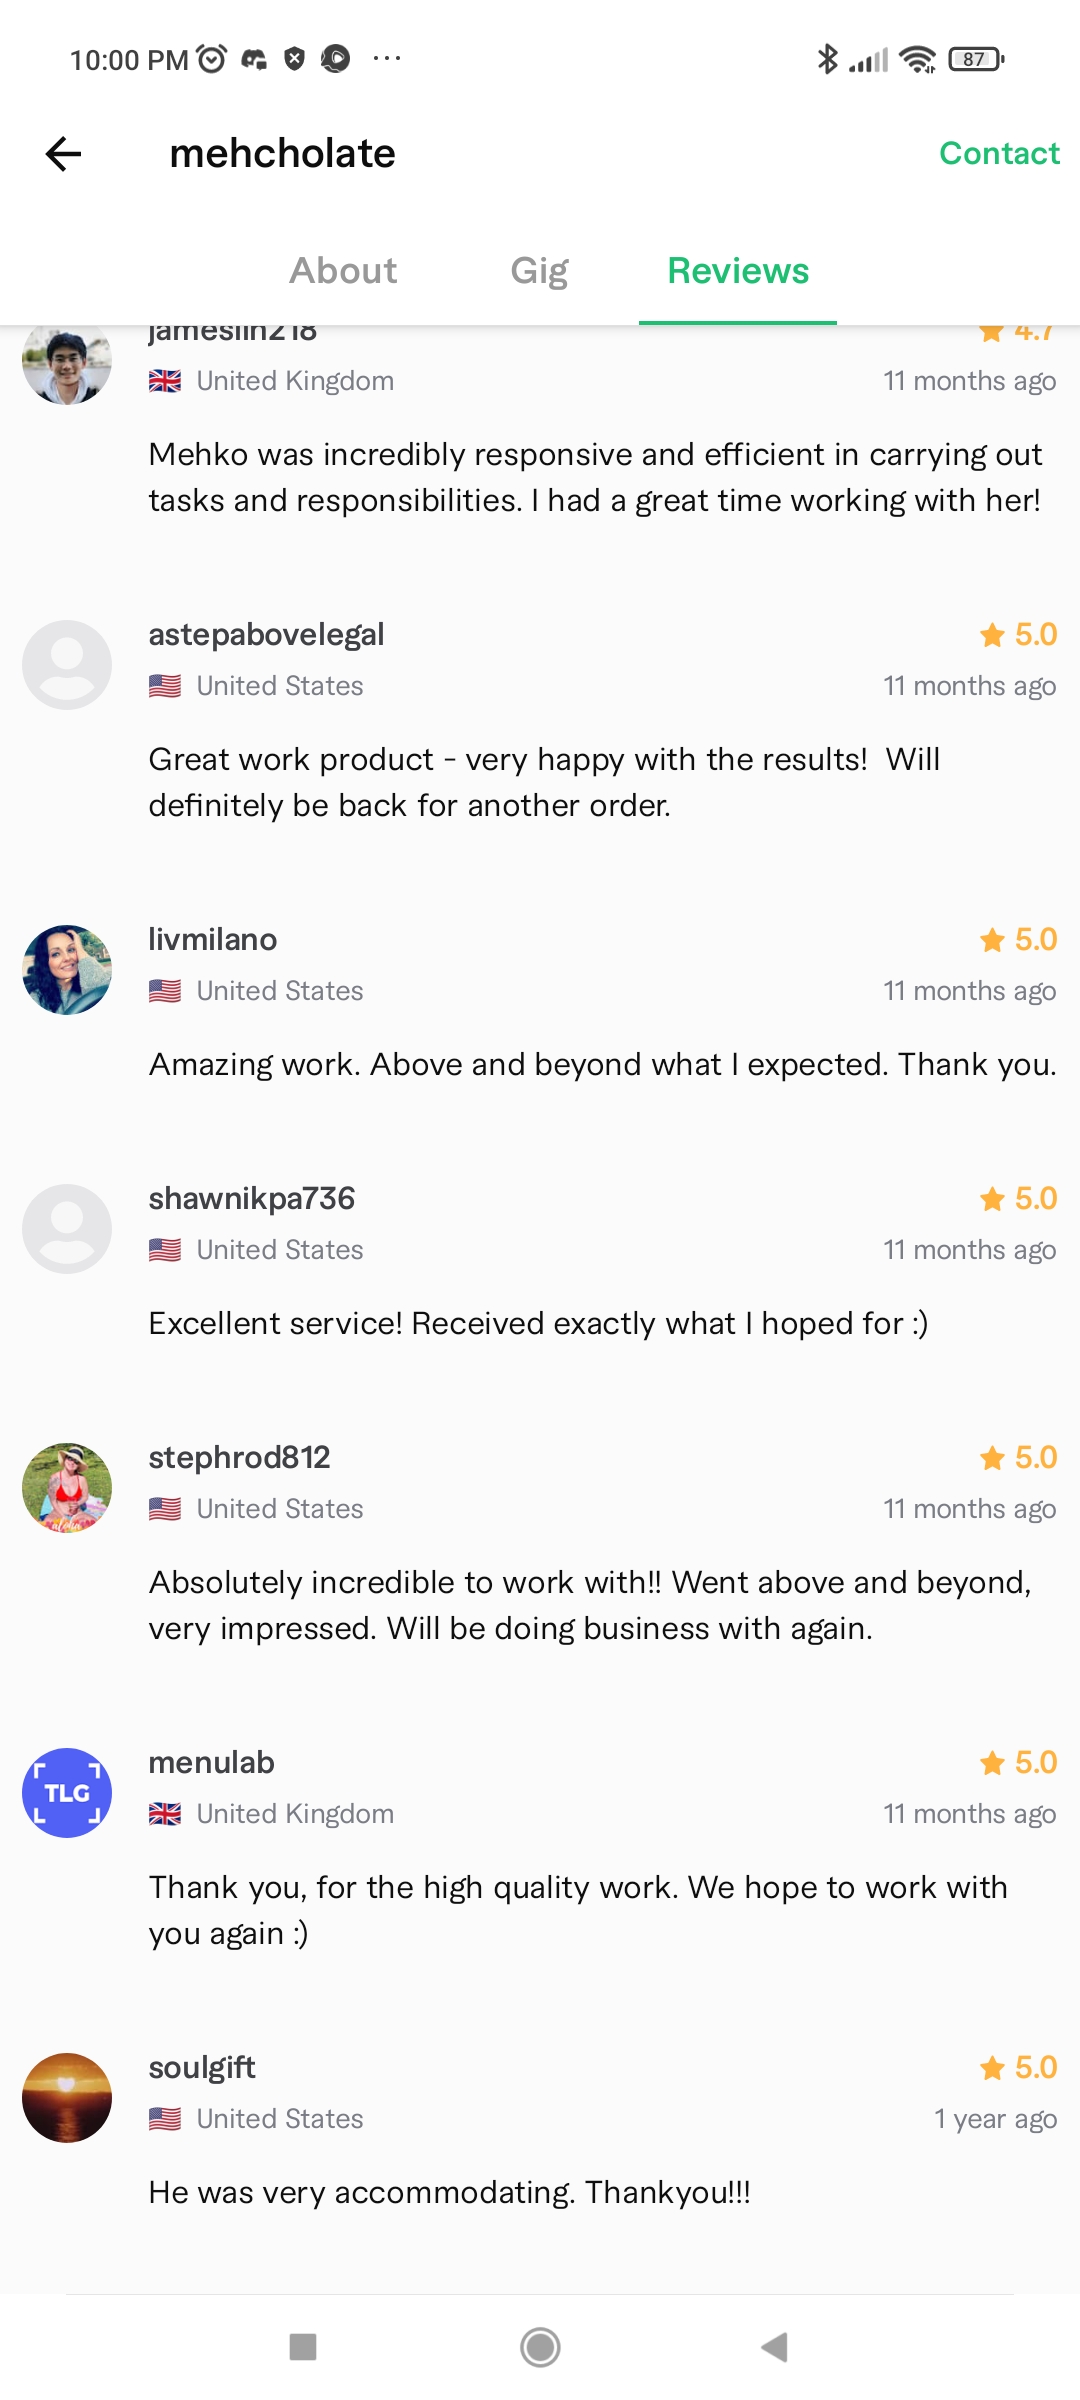 10:00 PM
87
mehcholate
Contact
About
Gig
Reviews
jameslin218
4.7
United Kingdom
11 months ago
Mehko was incredibly responsive and efficient in carrying out
tasks and responsibilities. I had a great time working with her!
astepabovelegal
5.0
United States
11 months ago
Great work product - very happy with the results!  Will
definitely be back for another order.
livmilano
5.0
United States
11 months ago
Amazing work. Above and beyond what I expected. Thank you.
shawnikpa736
5.0
United States
11 months ago
Excellent service! Received exactly what I hoped for :)
stephrod812
5.0
United States
11 months ago
aloha
Absolutely incredible to work with!! Went above and beyond,
very impressed. Will be doing business with again.
menulab
5.0
TLG
United Kingdom
11 months ago
Thank you, for the high quality work. We hope to work with
you again :)
soulgift
5.0
United States
1 year ago
He was very accommodating. Thankyou!!!